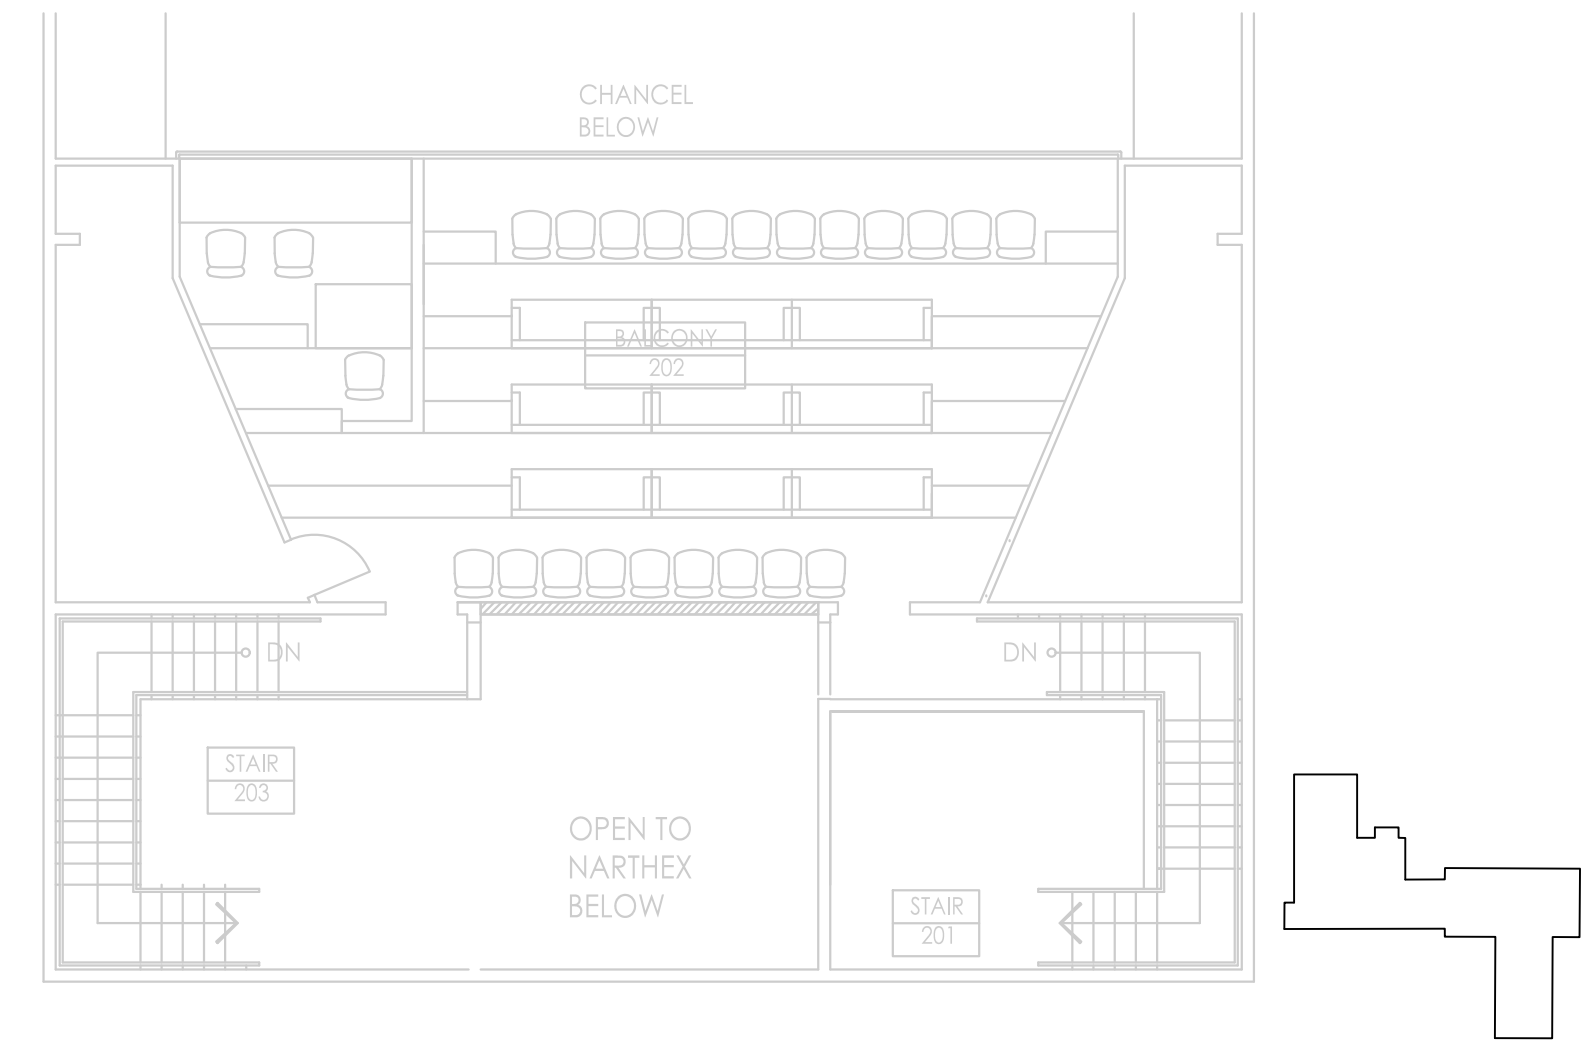 CHANCEL
BELOW
BALCONY
202
DN
DN
STAIR
203
OPEN TO
NARTHEX
BELOW
STAIR
201